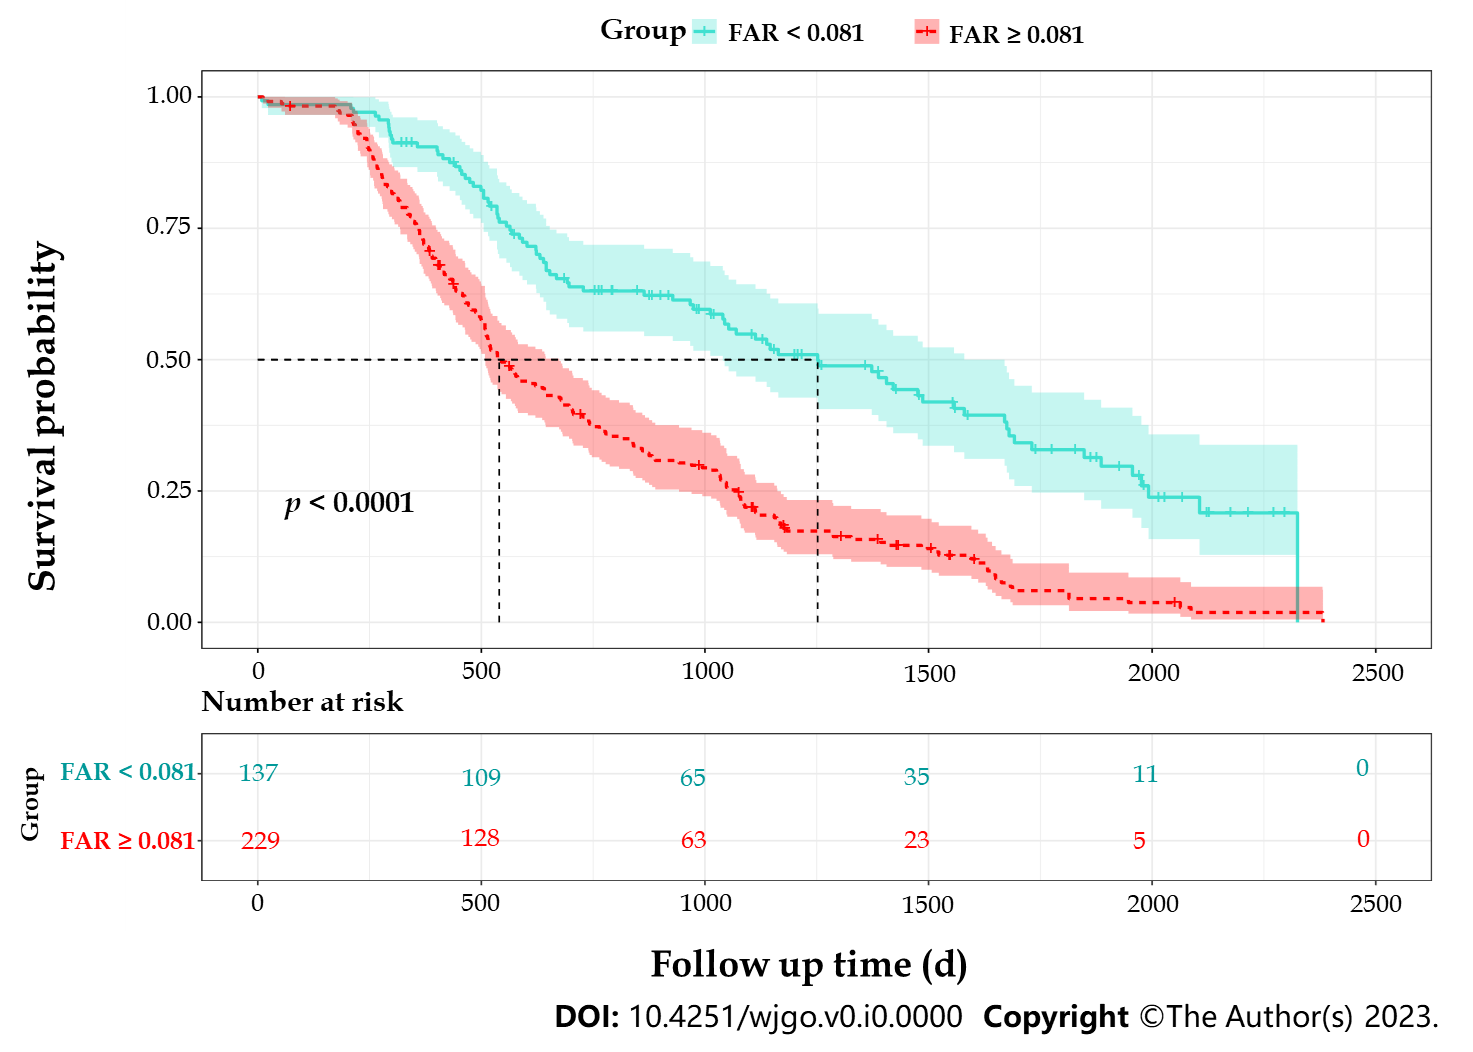 Group FAR < 0.081 FAR ≥ 0.081
1.00
0.75
0.50
0.25
0.00
Survival probability
p < 0.0001
0 500 1000 1500 2000 2500
Number at risk
Group
FAR < 0.081 137 109 65 35 11 0
FAR ≥ 0.081 229 128 63 23 5 0
0 500 1000 1500 2000 2500
Follow up time (d)
DOI: 10.4251/wjgo.v0.i0.0000 Copyright ©The Author(s) 2023.